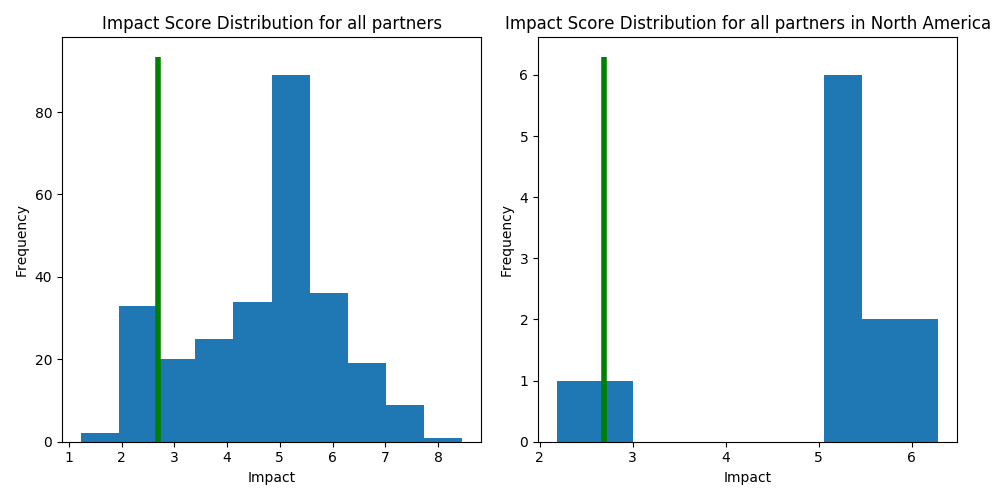 Impact Score Distribution for all partners
Frequency
80
60
40
20
0
1 2 3 4 5 6 7 8
Impact
Impact Score Distribution for all partners in North America
Frequency
6
5
4
3
2
1
0
2 3 4 5 6
Impact